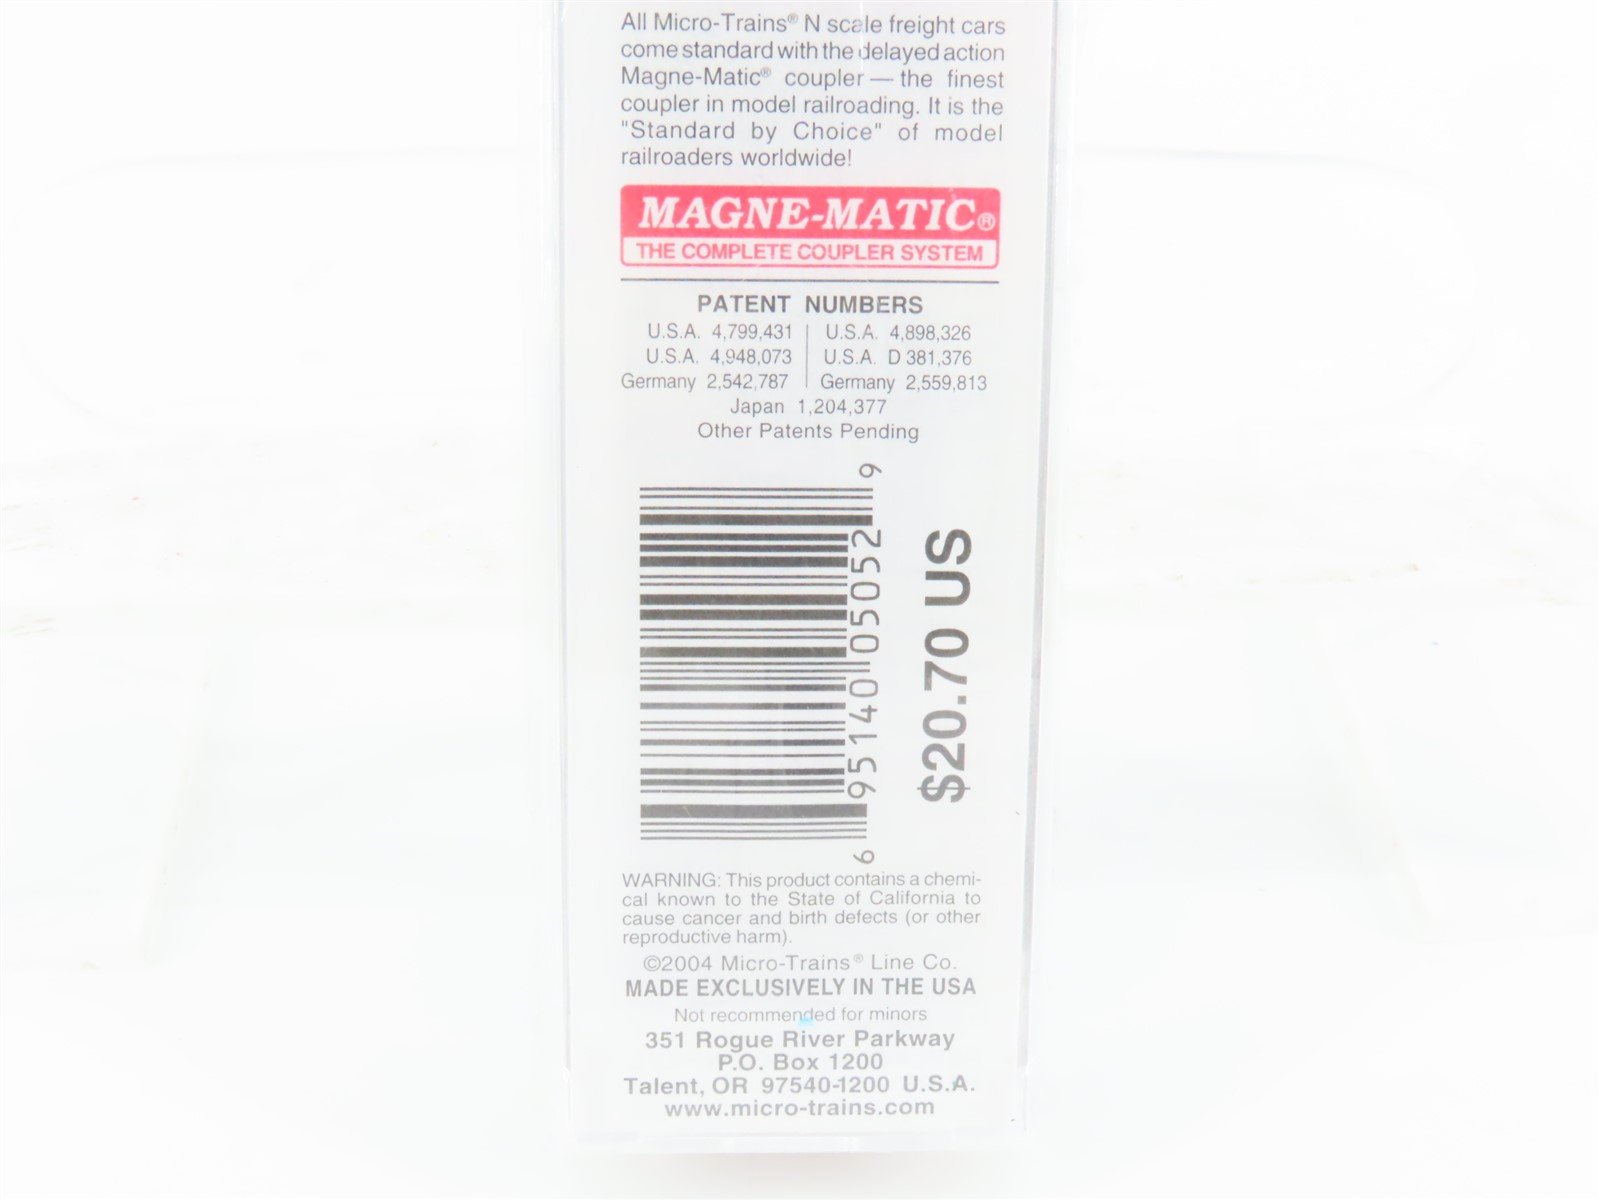 All Micro-Trains® N scale freight cars
come standard with the delayed action
Magne-Matic® coupler — the finest
coupler in model railroading. It is the
"Standard by Choice" of model
railroaders worldwide!
MAGNE-MATIC®
THE COMPLETE COUPLER SYSTEM
PATENT NUMBERS
U.S.A. 4,799,431 | U.S.A. 4,898,326
U.S.A. 4,948,073 | U.S.A. D 381,376
Germany 2,542,787 | Germany 2,559,813
Japan 1,204,377
Other Patents Pending
6 95140 05052 9
$20.70 US
WARNING: This product contains a chemi-
cal known to the State of California to
cause cancer and birth defects (or other
reproductive harm).
©2004 Micro-Trains® Line Co.
MADE EXCLUSIVELY IN THE USA
Not recommended for minors
351 Rogue River Parkway
P.O. Box 1200
Talent, OR 97540-1200 U.S.A.
www.micro-trains.com